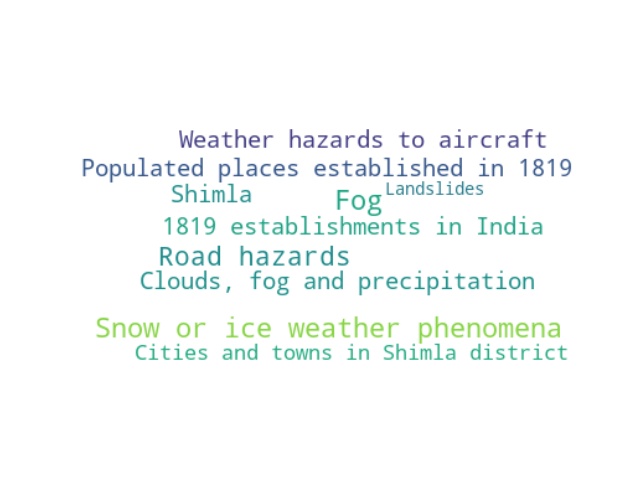 Weather hazards to aircraft
Populated places established in 1819
Shimla Fog Landslides
1819 establishments in India
Road hazards
Clouds, fog and precipitation
Snow or ice weather phenomena
Cities and towns in Shimla district